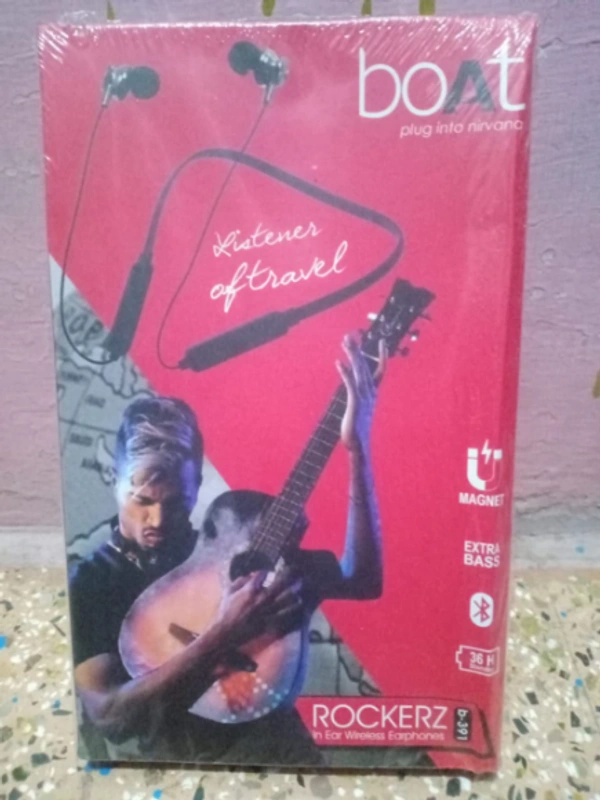 boAt
plug into nirvana
Listener
of travel
MAGNET
EXTRA
BASS
36 H
ROCKERZ
b-391
In Ear Wireless Earphones